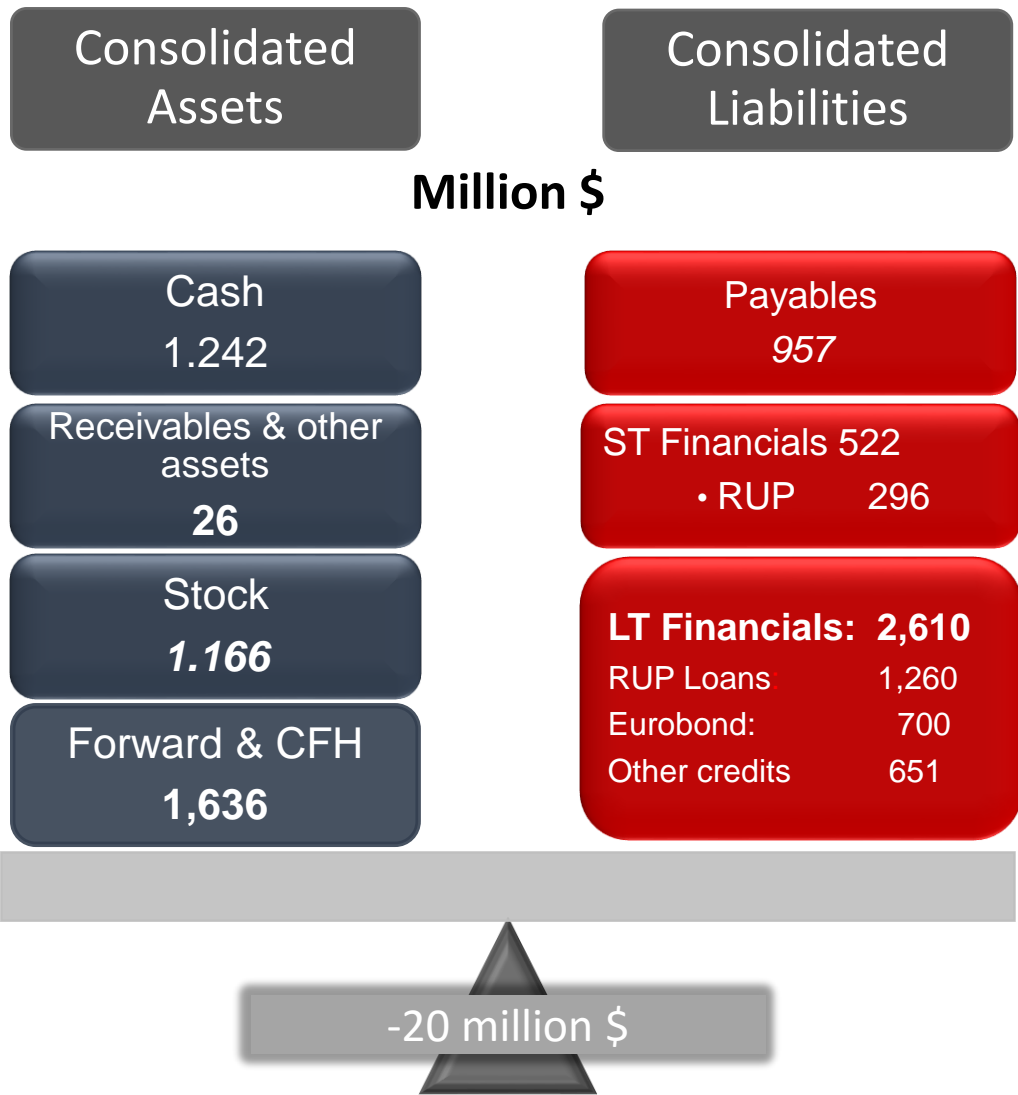 Consolidated
Assets
Consolidated
Liabilities
Million $
Cash
1.242
Receivables & other
assets
26
Stock
1.166
Forward & CFH
1,636
Payables
957
ST Financials 522
• RUP 296
LT Financials: 2,610
RUP Loans: 1,260
Eurobond: 700
Other credits 651
-20 million $